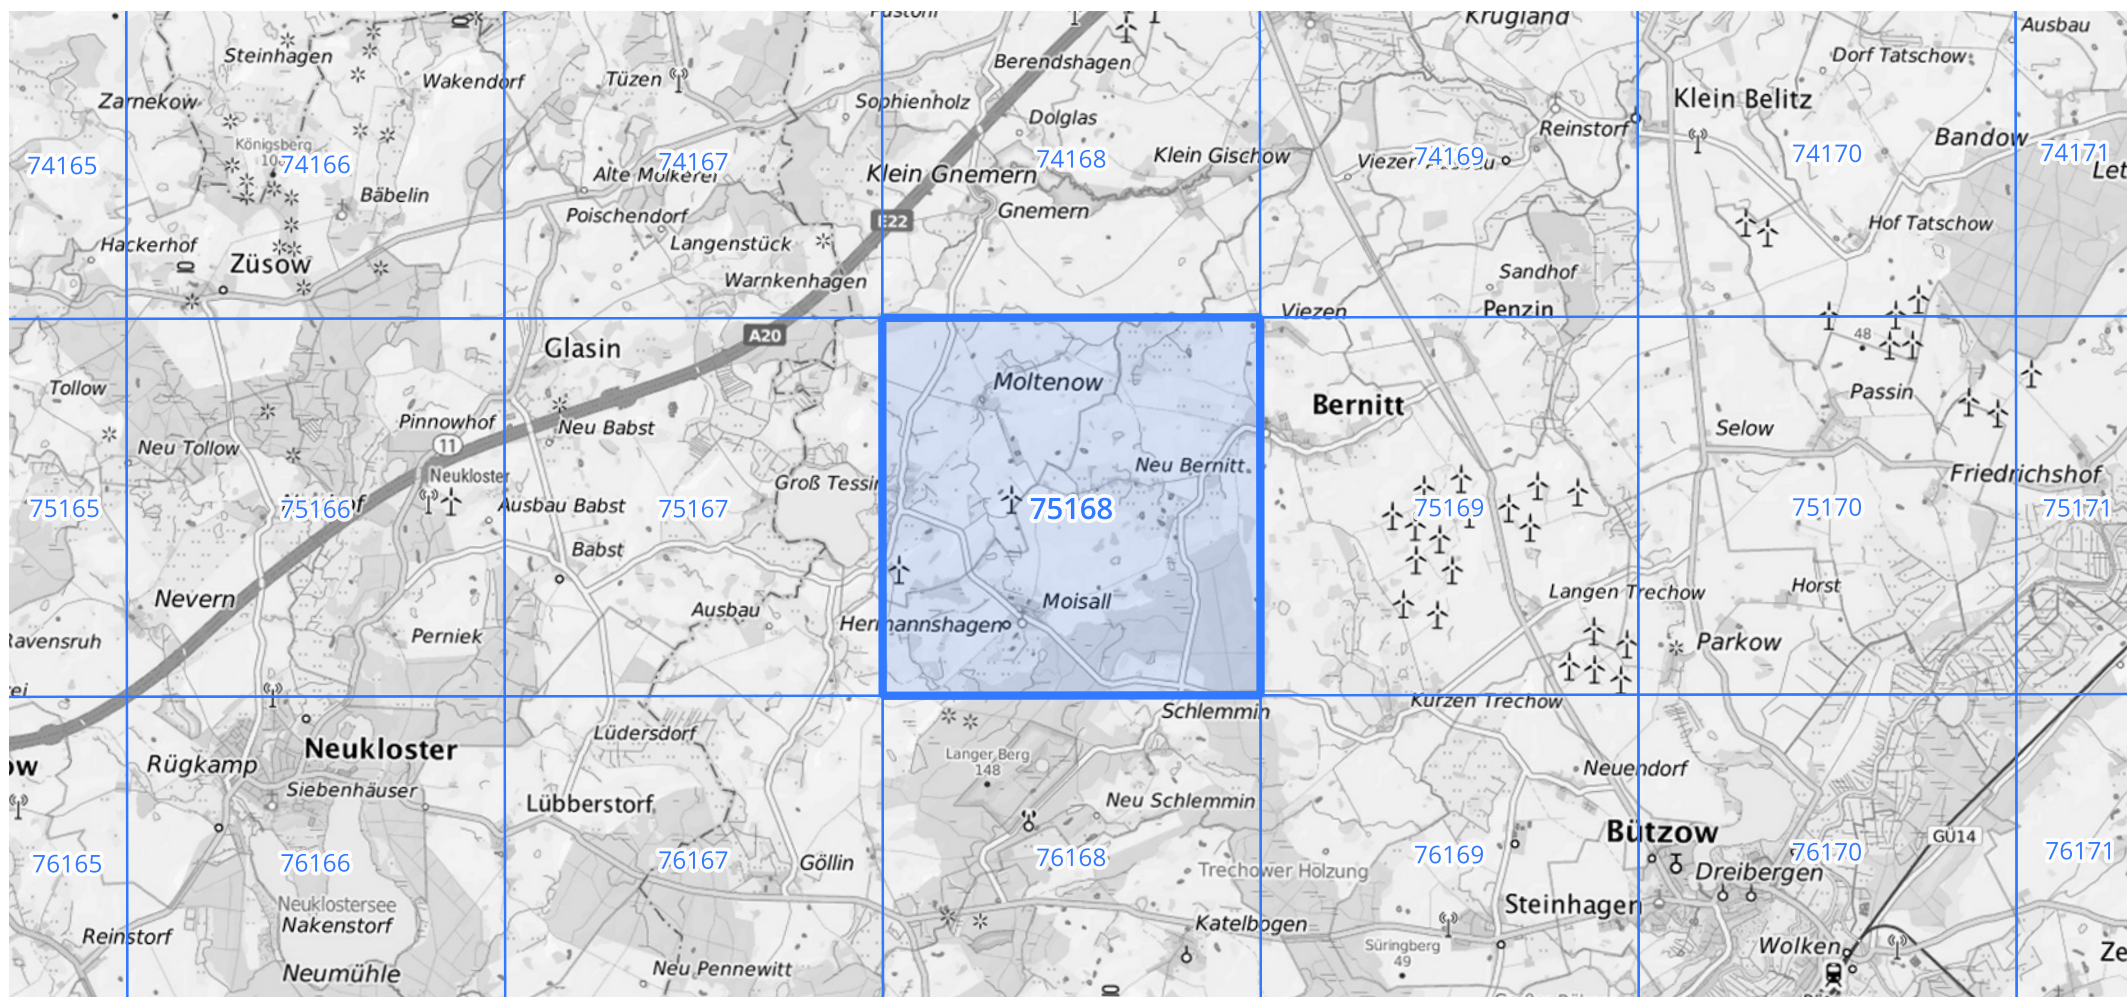 Krugland
Ausbau
Steinhagen
Berendshagen
Dorf Tatschow
Wakendorf
Tüzen
Zarnekow
Sophienholz
Dolglas
Klein Belitz
Reinstorf
Bandow
Königsberg
74165
74166
74167
74168
Klein Gischow
74169
74170
74171
Alte Molkerei
Klein Gnemern
Bäbelin
Poischendorf
E22
Gnemern
Hof Tatschow
Hackerhof
Langenstück
Züsow
Warnkenhagen
Sandhof
Viezen
Penzin
A20
Glasin
48
Tollow
Moltenow
Passin
Bernitt
Pinnowhof
Neu Babst
Selow
11
Neu Tollow
Neukloster
Neu Bernitt
Friedrichshof
Groß Tessin
75165
75166
Ausbau Babst
75167
75168
75169
75170
75171
Babst
Nevern
Moisall
Langen Trechow
Horst
Ausbau
Hermannshagen
Ravensruh
Perniek
Parkow
Kurzen Trechow
Schlemmin
Lüdersdorf
Neukloster
Rügkamp
Langer Berg
148
Neuendorf
Siebenhäuser
Lübberstorf
Neu Schlemmin
Bützow
GÜ14
76165
76166
76167
Göllin
76168
76169
76170
76171
Trechower Holzung
Dreibergen
Neuklostersee
Nakenstorf
Steinhagen
Katelbogen
Reinstorf
Süringberg
49
Wolken
Neumühle
Neu Pennewitt